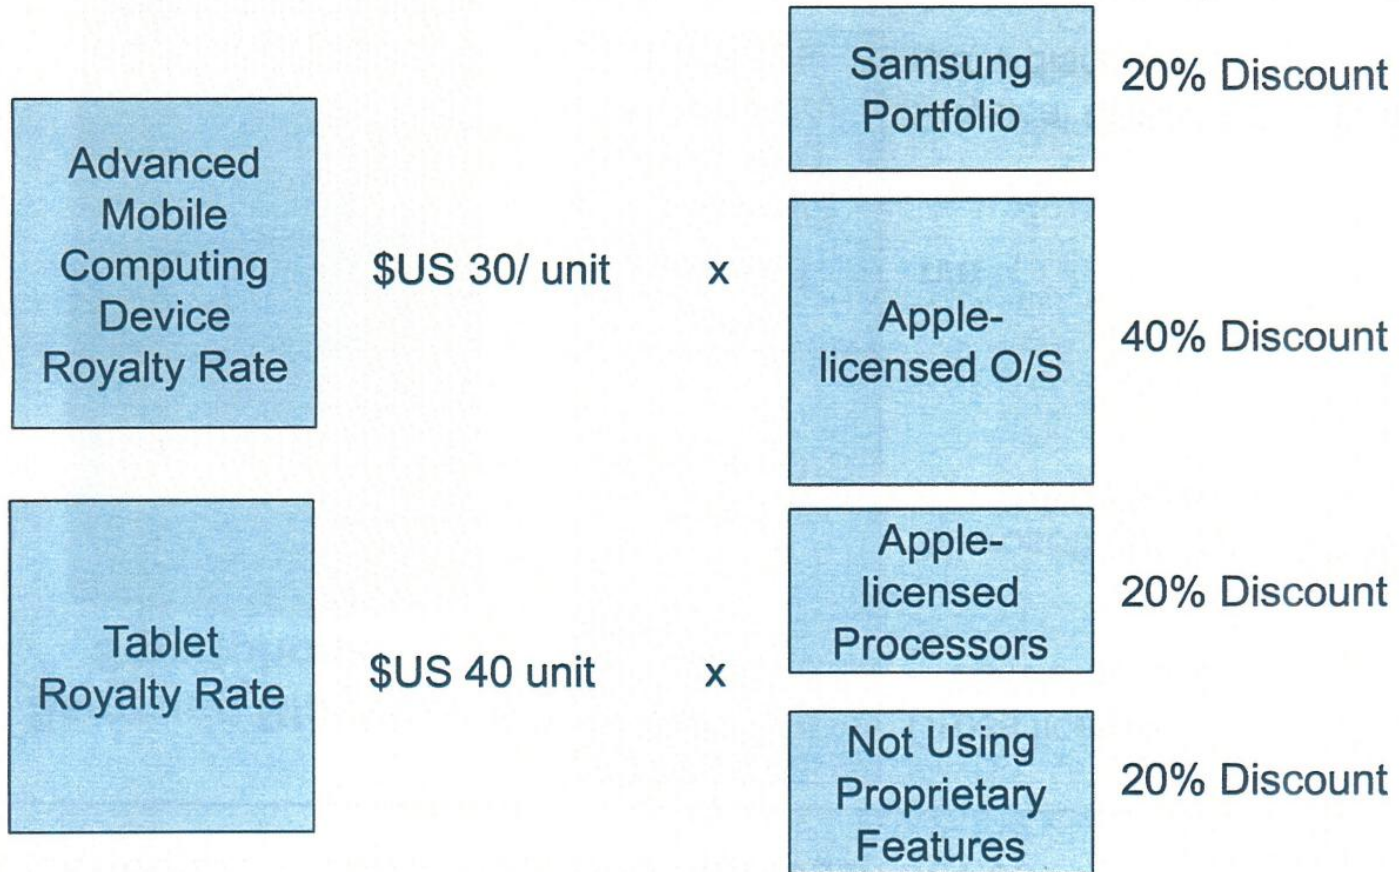 Advanced
Mobile
Computing
Device
Royalty Rate
$US 30/ unit
x
Tablet
Royalty Rate
$US 40 unit
x
Samsung
Portfolio
20% Discount
Apple-
licensed O/S
40% Discount
Apple-
licensed
Processors
20% Discount
Not Using
Proprietary
Features
20% Discount